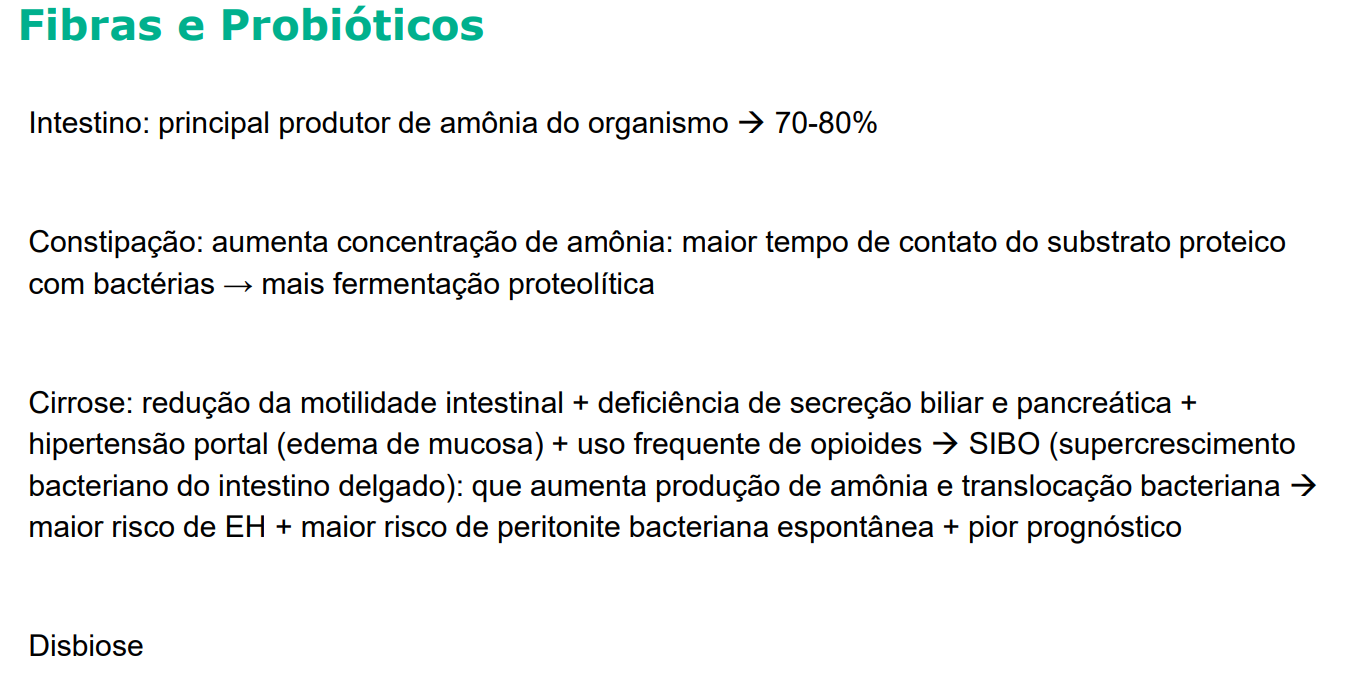 Fibras e Probióticos
Intestino: principal produtor de amônia do organismo → 70-80%
Constipação: aumenta concentração de amônia: maior tempo de contato do substrato proteico
com bactérias → mais fermentação proteolítica
Cirrose: redução da motilidade intestinal + deficiência de secreção biliar e pancreática +
hipertensão portal (edema de mucosa) + uso frequente de opioides → SIBO (supercrescimento
bacteriano do intestino delgado): que aumenta produção de amônia e translocação bacteriana →
maior risco de EH + maior risco de peritonite bacteriana espontânea + pior prognóstico
Disbiose